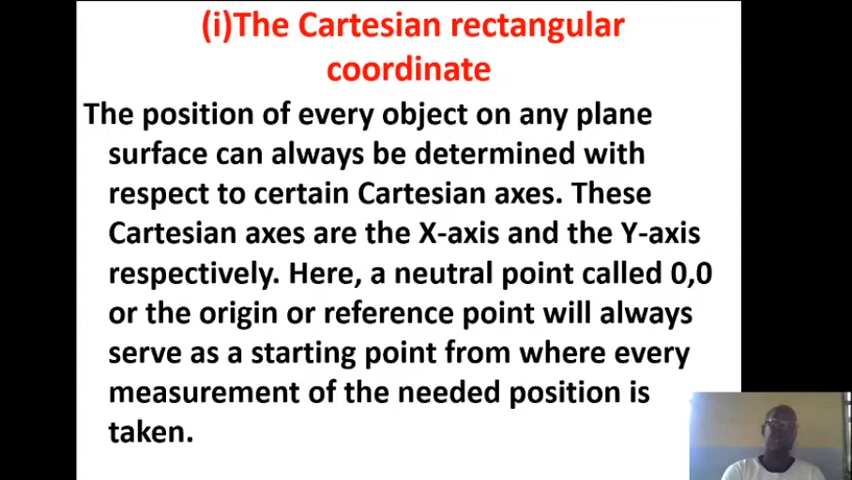 (i)The Cartesian rectangular
coordinate
The position of every object on any plane
surface can always be determined with
respect to certain Cartesian axes. These
Cartesian axes are the X-axis and the Y-axis
respectively. Here, a neutral point called 0,0
or the origin or reference point will always
serve as a starting point from where every
measurement of the needed position is
taken.